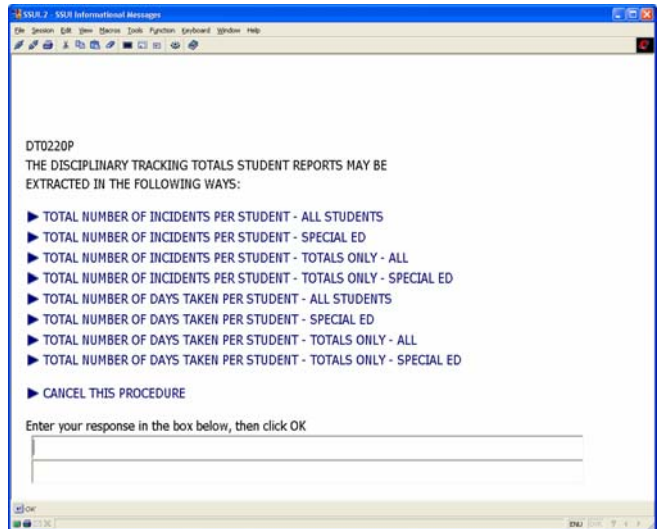 SSUI.2 - SSUI Informational Messages
File Session Edit View Macros Tools Function Keyboard Window Help
DT0220P
THE DISCIPLINARY TRACKING TOTALS STUDENT REPORTS MAY BE
EXTRACTED IN THE FOLLOWING WAYS:
TOTAL NUMBER OF INCIDENTS PER STUDENT - ALL STUDENTS
TOTAL NUMBER OF INCIDENTS PER STUDENT - SPECIAL ED
TOTAL NUMBER OF INCIDENTS PER STUDENT - TOTALS ONLY - ALL
TOTAL NUMBER OF INCIDENTS PER STUDENT - TOTALS ONLY - SPECIAL ED
TOTAL NUMBER OF DAYS TAKEN PER STUDENT - ALL STUDENTS
TOTAL NUMBER OF DAYS TAKEN PER STUDENT - SPECIAL ED
TOTAL NUMBER OF DAYS TAKEN PER STUDENT - TOTALS ONLY - ALL
TOTAL NUMBER OF DAYS TAKEN PER STUDENT - TOTALS ONLY - SPECIAL ED
CANCEL THIS PROCEDURE
Enter your response in the box below, then click OK
OK
ENU